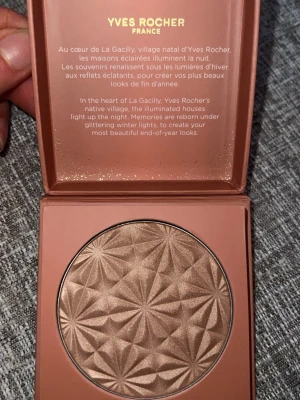 YVES ROCHER
FRANCE
Au cœur de La Gacilly, village natal d'Yves Rocher,
les maisons éclairées illuminent la nuit.
Les souvenirs renaissent sous les lumières d'hiver
aux reflets éclatants, pour créer vos plus beaux
looks de fin d'année.
In the heart of La Gacilly, Yves Rocher's
native village, the illuminated houses
light up the night. Memories are reborn under
glittering winter lights, to create your
most beautiful end-of-year looks.